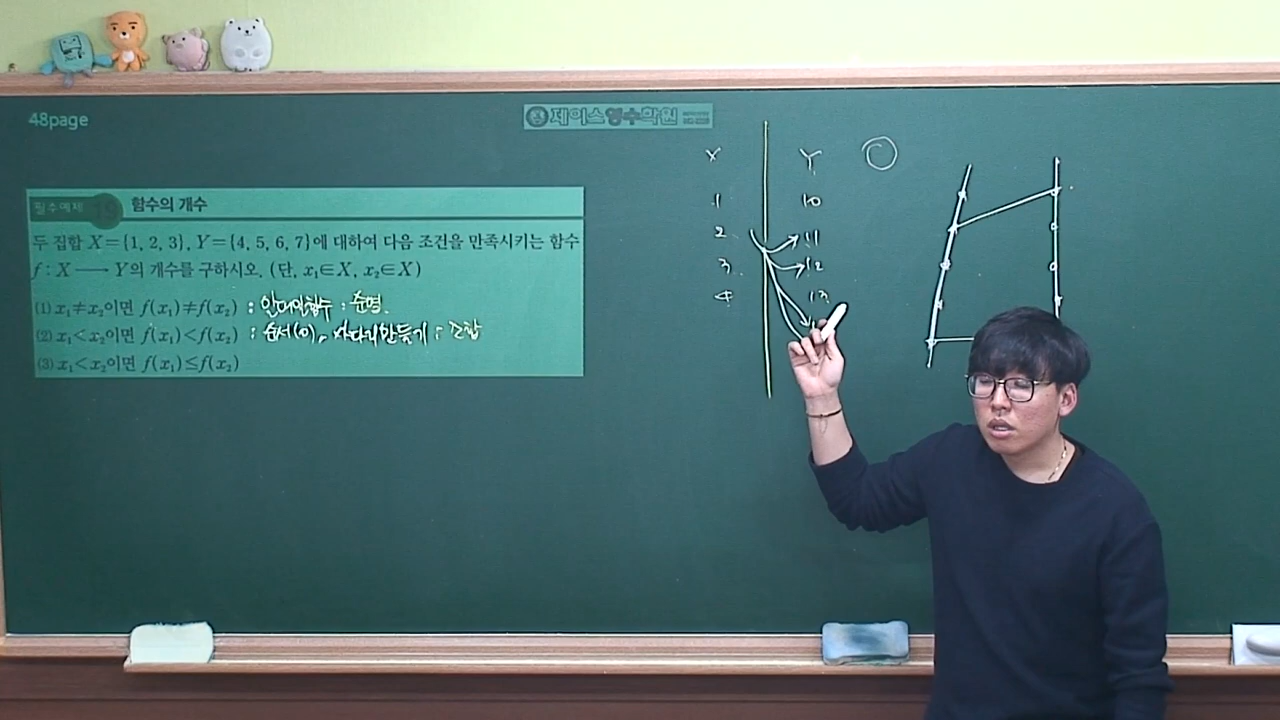 48page
제이스영수학원
필수예제 19 함수의 개수
두 집합 X={1, 2, 3}, Y={4, 5, 6, 7}에 대하여 다음 조건을 만족시키는 함수
f : X ⟶ Y의 개수를 구하시오. (단, x₁∈X, x₂∈X)
(1) x₁≠x₂이면 f(x₁)≠f(x₂) : 일대일함수 : 순열.
(2) x₁<x₂이면 f(x₁)<f(x₂) : 순서(이), 사다리만들기 : 조합
(3) x₁<x₂이면 f(x₁)≤f(x₂)
X Y
1 10
2 11
3 12
4 13